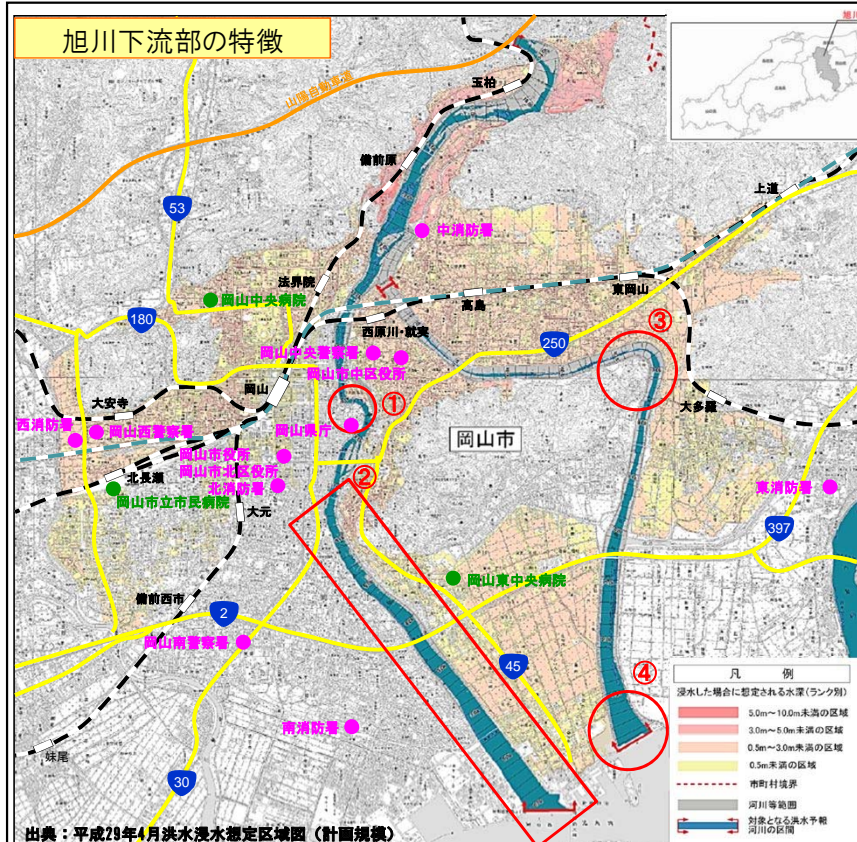 旭川下流部の特徴
旭川
山陽自動車道
玉柏
備前原
上道
53
中消防署
法界院
岡山中央病院
東岡山
高島
180
西原川・就実
250
③
岡山中央警察署
岡山市中区役所
岡山
大安寺
①
大多羅
西消防署
岡山西警察署
岡山県庁
岡山市
岡山市役所
岡山市北区役所
北長瀬
北消防署
②
東消防署
岡山市立市民病院
大元
397
岡山東中央病院
備前西市
2
岡山南警察署
45
④
南消防署
妹尾
30
凡 例
浸水した場合に想定される水深(ランク別)
5.0m～10.0m未満の区域
3.0m～5.0m未満の区域
0.5m～3.0m未満の区域
0.5m未満の区域
市町村境界
河川等範囲
対象となる洪水予報
河川の区間
出典：平成29年4月洪水浸水想定区域図（計画規模）